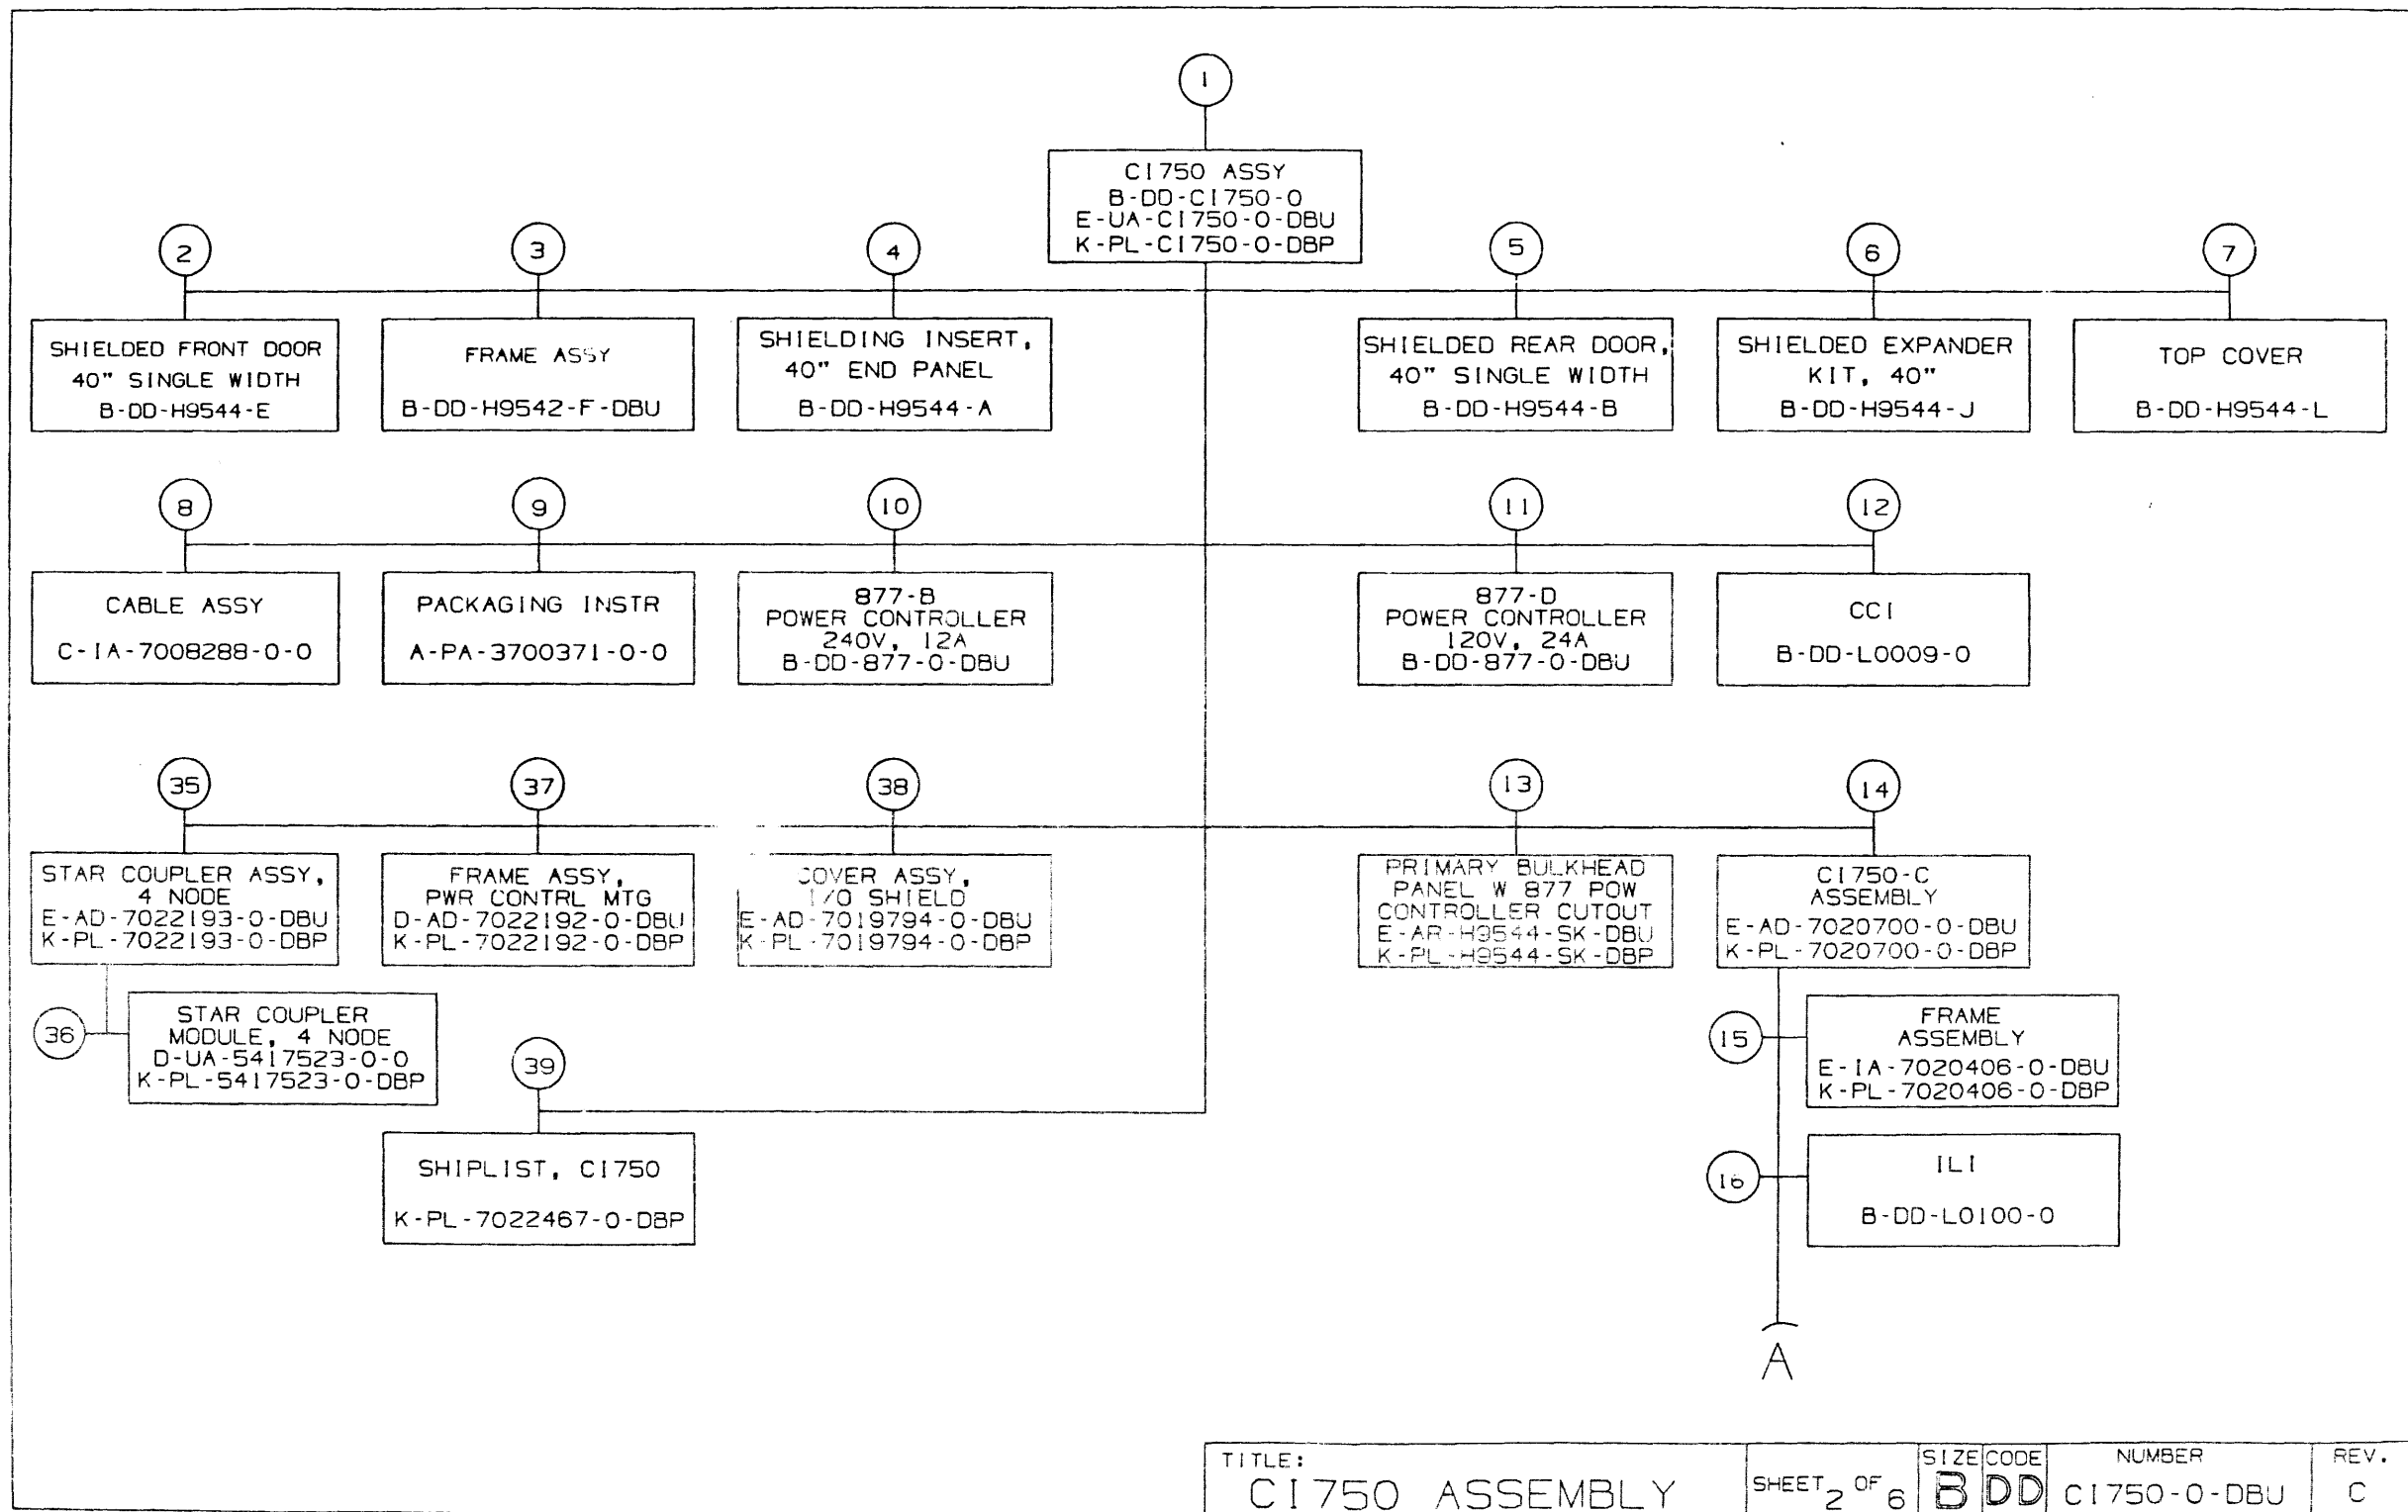 1
CI750 ASSY
B-DD-CI750-0
E-UA-CI750-0-DBU
K-PL-CI750-0-DBP
2
SHIELDED FRONT DOOR
40" SINGLE WIDTH
B-DD-H9544-E
3
FRAME ASSY
B-DD-H9542-F-DBU
4
SHIELDING INSERT,
40" END PANEL
B-DD-H9544-A
5
SHIELDED REAR DOOR,
40" SINGLE WIDTH
B-DD-H9544-B
6
SHIELDED EXPANDER
KIT, 40"
B-DD-H9544-J
7
TOP COVER
B-DD-H9544-L
8
CABLE ASSY
C-IA-7008288-0-0
9
PACKAGING INSTR
A-PA-3700371-0-0
10
877-B
POWER CONTROLLER
240V, 12A
B-DD-877-0-DBU
11
877-D
POWER CONTROLLER
120V, 24A
B-DD-877-0-DBU
12
CCI
B-DD-L0009-0
35
STAR COUPLER ASSY,
4 NODE
E-AD-7022193-0-DBU
K-PL-7022193-0-DBP
37
FRAME ASSY,
PWR CONTRL MTG
D-AD-7022192-0-DBU
K-PL-7022192-0-DBP
38
COVER ASSY,
I/O SHIELD
E-AD-7019794-0-DBU
K-PL-7019794-0-DBP
13
PRIMARY BULKHEAD
PANEL W 877 POW
CONTROLLER CUTOUT
E-AR-H9544-SK-DBU
K-PL-H9544-SK-DBP
14
CI750-C
ASSEMBLY
E-AD-7020700-0-DBU
K-PL-7020700-0-DBP
36
STAR COUPLER
MODULE, 4 NODE
D-UA-5417523-0-0
K-PL-5417523-0-DBP
15
FRAME
ASSEMBLY
E-IA-7020406-0-DBU
K-PL-7020406-0-DBP
39
SHIPLIST, CI750
K-PL-7022467-0-DBP
16
ILI
B-DD-L0100-0
A
TITLE:
CI750 ASSEMBLY
SHEET 2 OF 6
SIZE
B
CODE
DD
NUMBER
CI750-0-DBU
REV.
C